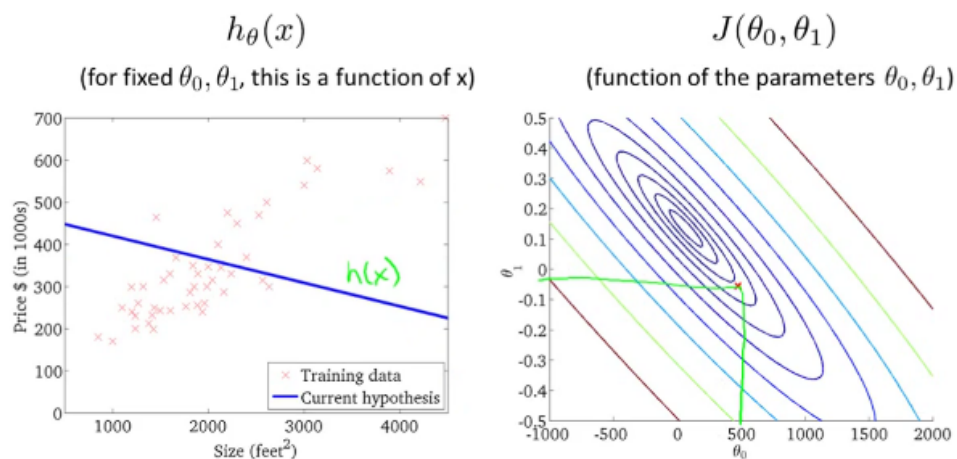 hθ(x)
(for fixed θ0, θ1, this is a function of x)
700
600
500
400
300
200
100
0
Price $ (in 1000s)
h(x)
Training data
Current hypothesis
1000
2000
3000
4000
Size (feet²)
J(θ0, θ1)
(function of the parameters θ0, θ1)
0.5
0.4
0.3
0.2
0.1
0
-0.1
-0.2
-0.3
-0.4
-0.5
θ1
-1000
-500
0
500
1000
1500
2000
θ0